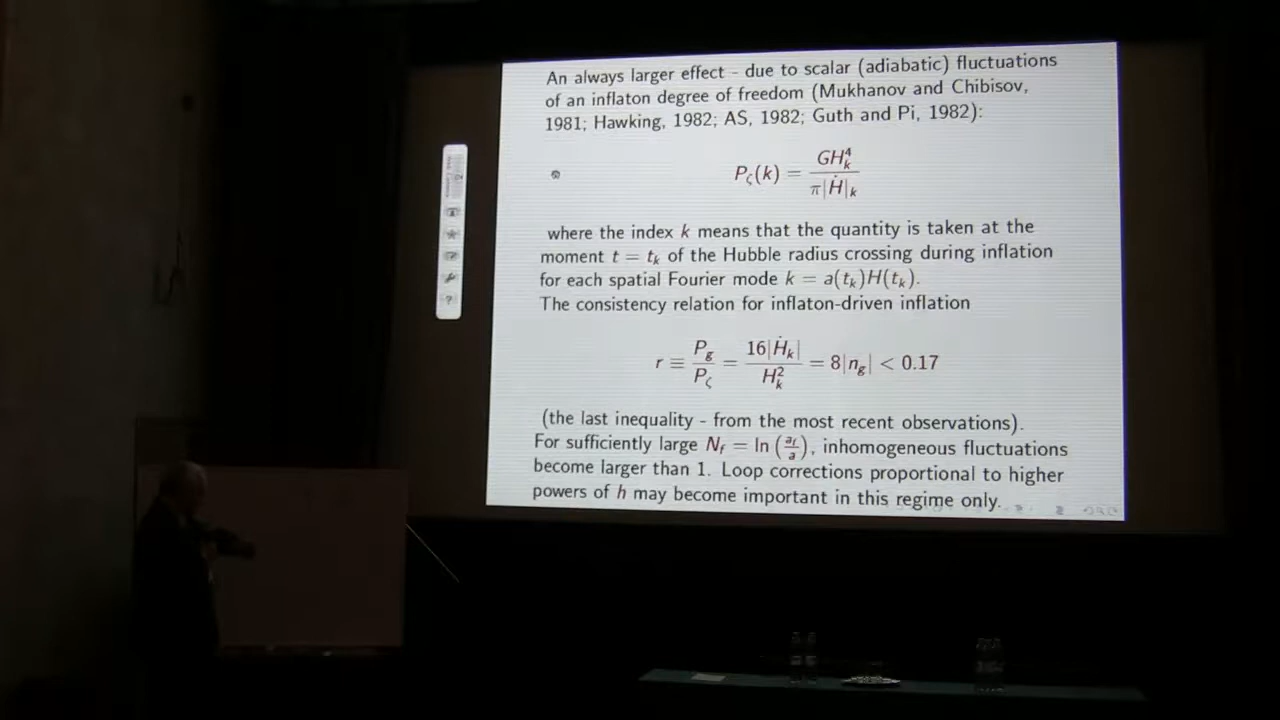 An always larger effect - due to scalar (adiabatic) fluctuations
of an inflaton degree of freedom (Mukhanov and Chibisov,
1981; Hawking, 1982; AS, 1982; Guth and Pi, 1982):
P_ζ(k) = GH_k^4 / π|Ḣ|_k
where the index k means that the quantity is taken at the
moment t = t_k of the Hubble radius crossing during inflation
for each spatial Fourier mode k = a(t_k)H(t_k).
The consistency relation for inflaton-driven inflation
r ≡ P_g / P_ζ = 16|Ḣ_k| / H_k^2 = 8|n_g| < 0.17
(the last inequality - from the most recent observations).
For sufficiently large N_f = ln (a_f / a), inhomogeneous fluctuations
become larger than 1. Loop corrections proportional to higher
powers of h may become important in this regime only.